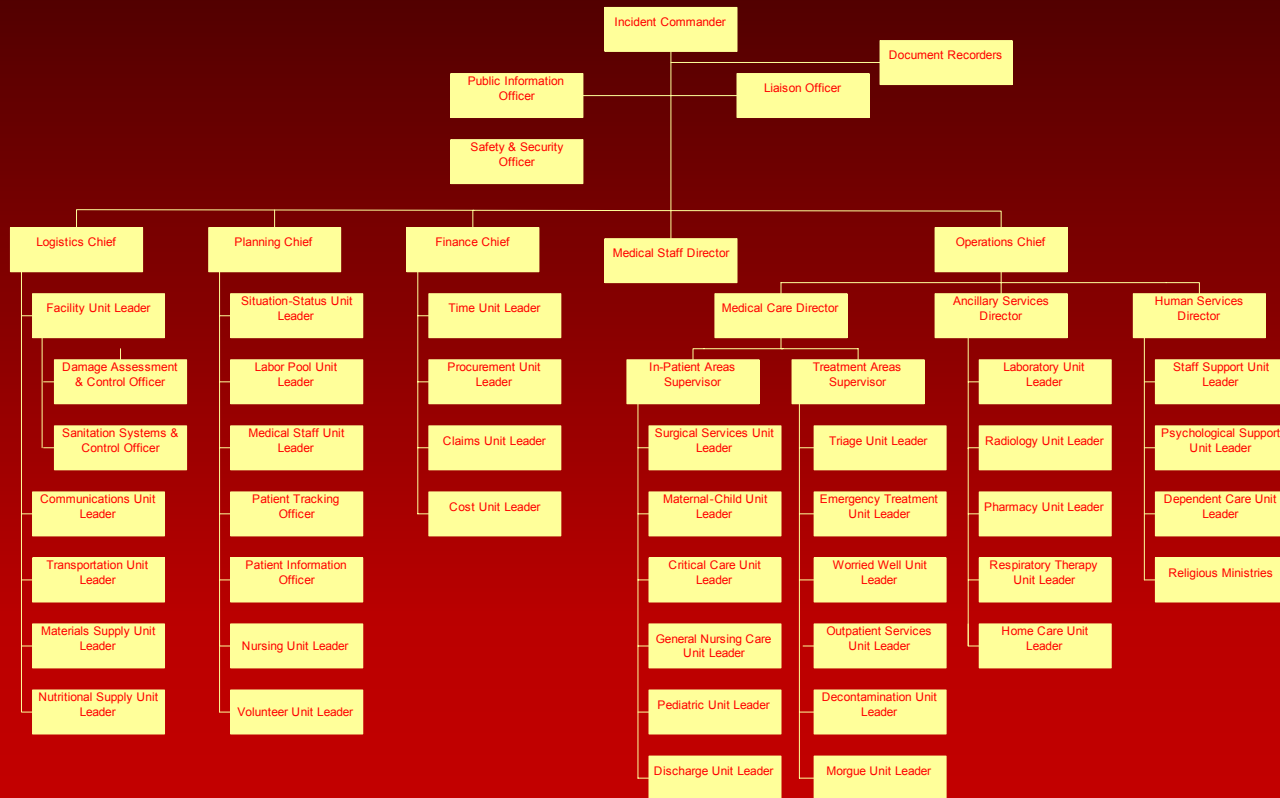 Incident Commander
Document Recorders
Public Information
Officer
Liaison Officer
Safety & Security
Officer
Logistics Chief
Planning Chief
Finance Chief
Medical Staff Director
Operations Chief
Facility Unit Leader
Damage Assessment
& Control Officer
Sanitation Systems &
Control Officer
Communications Unit
Leader
Transportation Unit
Leader
Materials Supply Unit
Leader
Nutritional Supply Unit
Leader
Situation-Status Unit
Leader
Labor Pool Unit
Leader
Medical Staff Unit
Leader
Patient Tracking
Officer
Patient Information
Officer
Nursing Unit Leader
Volunteer Unit Leader
Time Unit Leader
Procurement Unit
Leader
Claims Unit Leader
Cost Unit Leader
Medical Care Director
In-Patient Areas
Supervisor
Surgical Services Unit
Leader
Maternal-Child Unit
Leader
Critical Care Unit
Leader
General Nursing Care
Unit Leader
Pediatric Unit Leader
Discharge Unit Leader
Treatment Areas
Supervisor
Triage Unit Leader
Emergency Treatment
Unit Leader
Worried Well Unit
Leader
Outpatient Services
Unit Leader
Decontamination Unit
Leader
Morgue Unit Leader
Ancillary Services
Director
Laboratory Unit
Leader
Radiology Unit Leader
Pharmacy Unit Leader
Respiratory Therapy
Unit Leader
Home Care Unit
Leader
Human Services
Director
Staff Support Unit
Leader
Psychological Support
Unit Leader
Dependent Care Unit
Leader
Religious Ministries